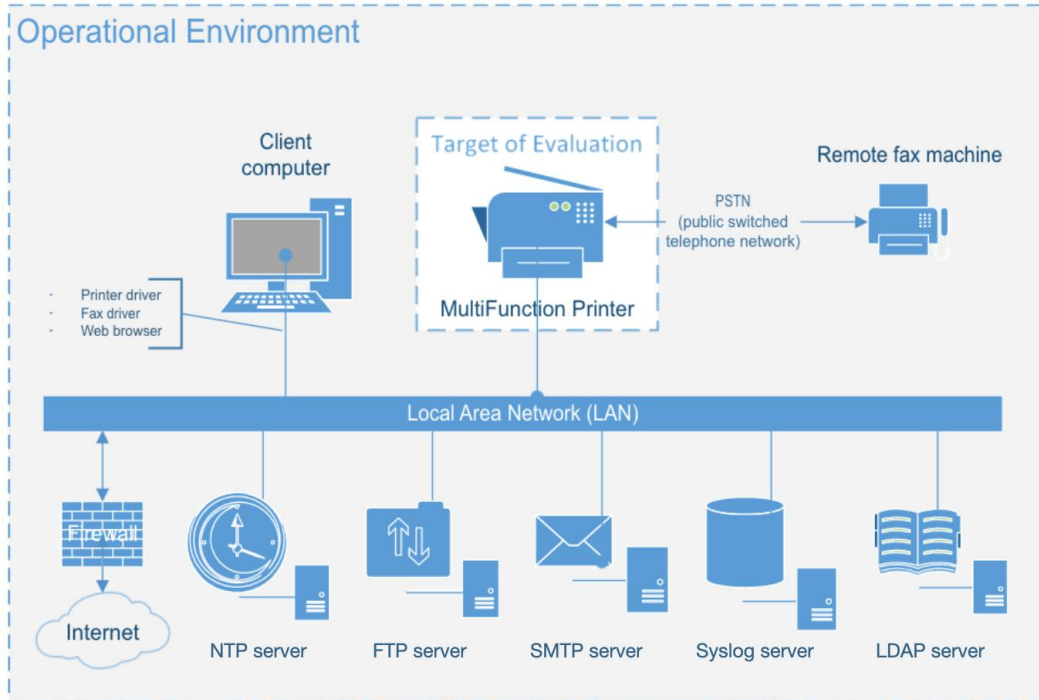 Operational Environment
Client
computer
Target of Evaluation
Remote fax machine
PSTN
(public switched
telephone network)
MultiFunction Printer
· Printer driver
· Fax driver
· Web browser
Local Area Network (LAN)
Firewall
Internet
NTP server
FTP server
SMTP server
Syslog server
LDAP server